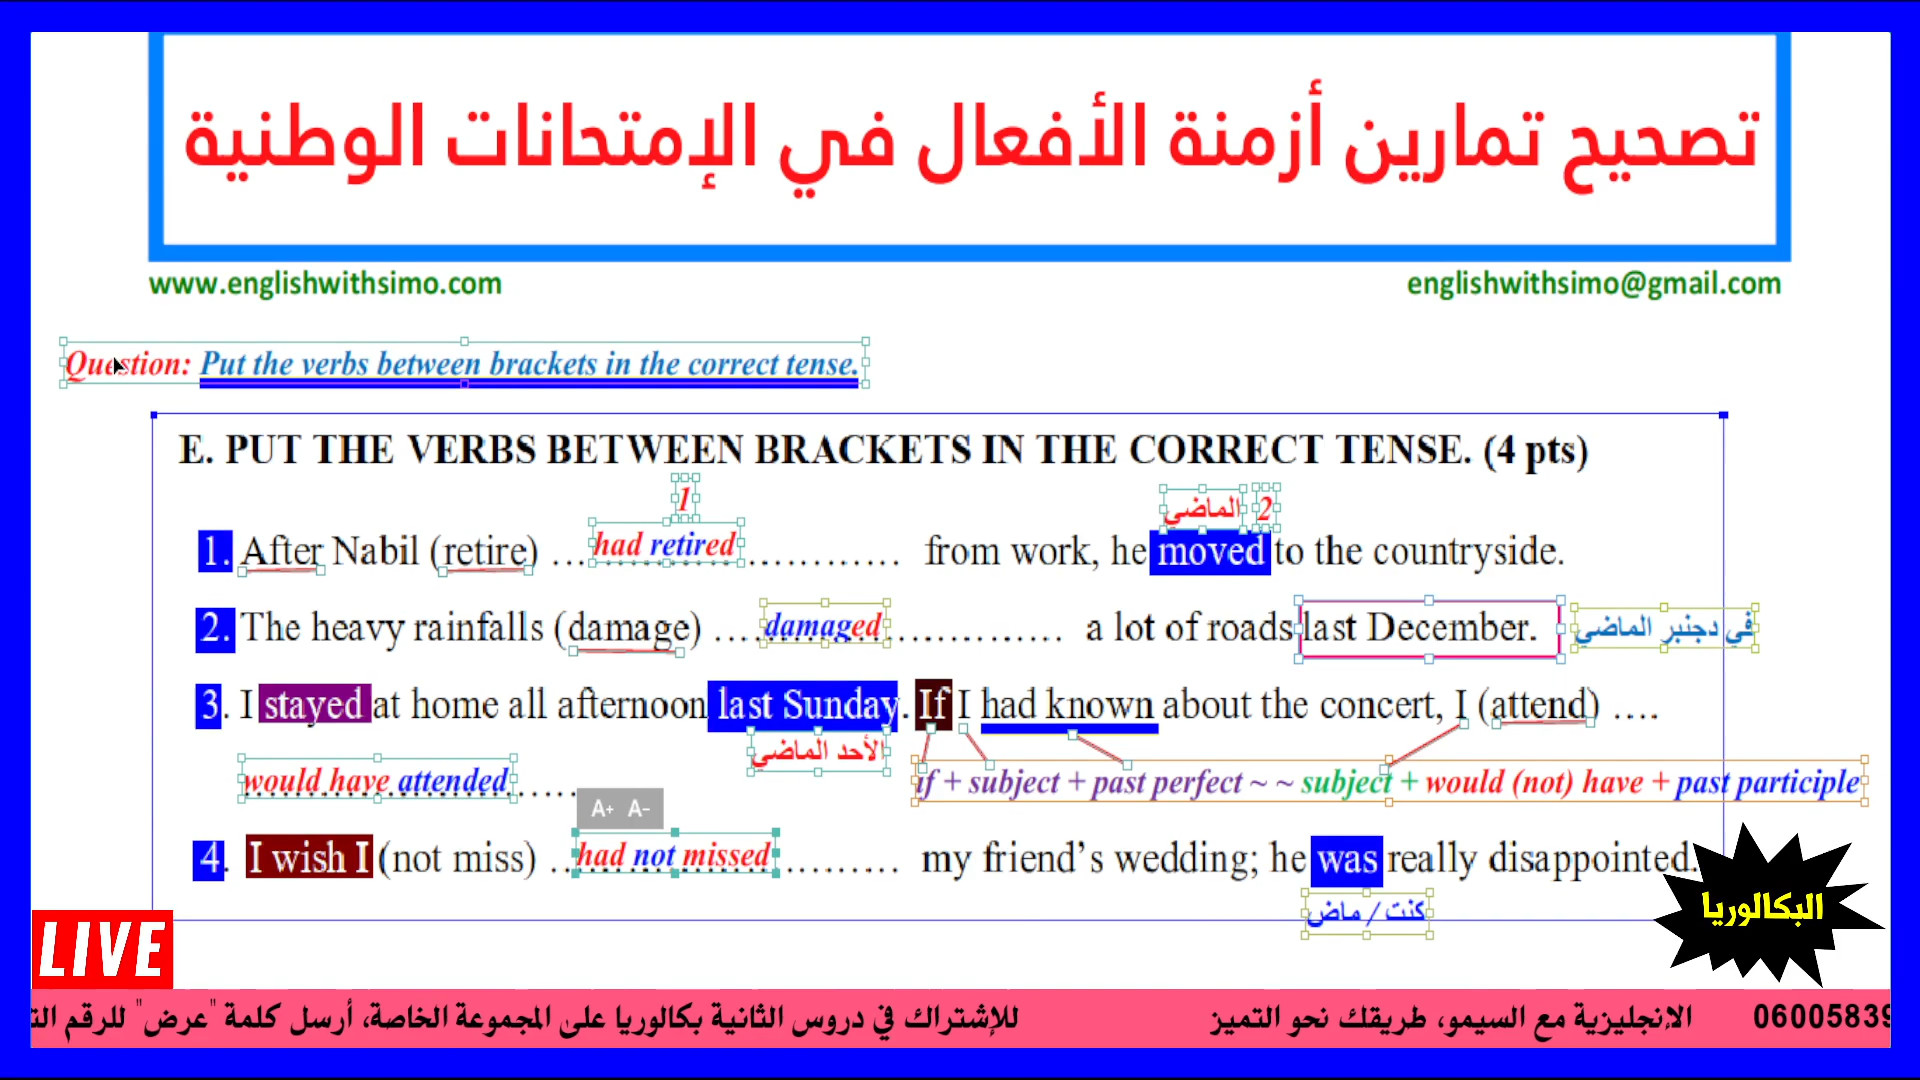 تصحيح تمارين أزمنة الأفعال في الإمتحانات الوطنية
www.englishwithsimo.com englishwithsimo@gmail.com
Question: Put the verbs between brackets in the correct tense.
E. PUT THE VERBS BETWEEN BRACKETS IN THE CORRECT TENSE. (4 pts)
1 الماضي 2
1. After Nabil (retire) ... had retired ............ from work, he moved to the countryside.
2. The heavy rainfalls (damage) .... damaged .............. a lot of roads last December. في دجنبر الماضي
3. I stayed at home all afternoon last Sunday. If I had known about the concert, I (attend) ....
الأحد الماضي
would have attended ..... if + subject + past perfect ~ ~ subject + would (not) have + past participle
A+ A-
4. I wish I (not miss) .. had not missed ......... my friend's wedding; he was really disappointed.
كنت / ماض
البكالوريا
LIVE
للإشتراك في دروس الثانية بكالوريا على المجموعة الخاصة، أرسل كلمة "عرض" للرقم الانجليزية مع السيمو، طريقك نحو التميز 0600583